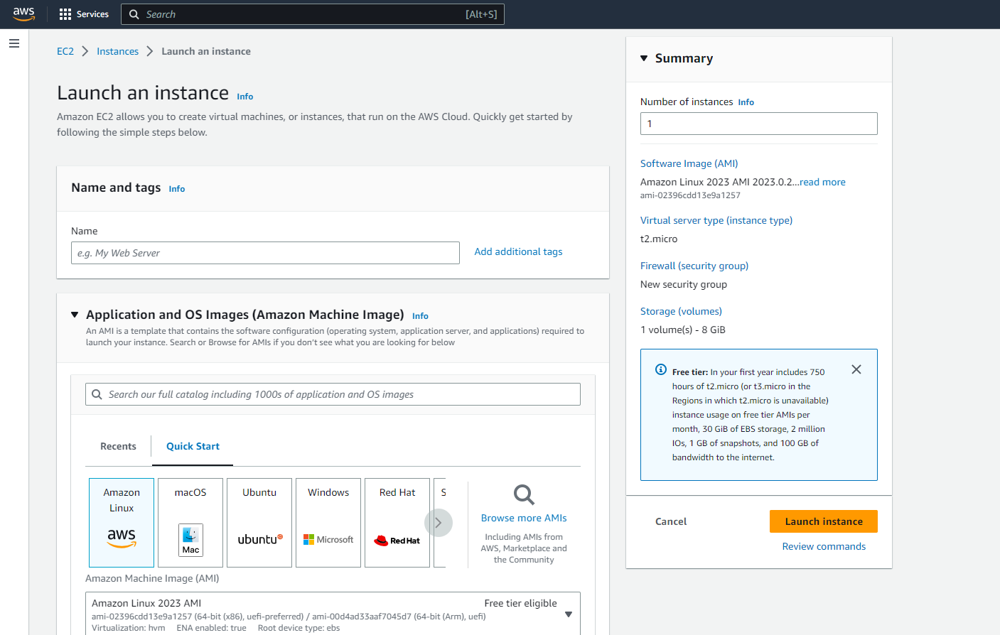 aws
Services
Search
[Alt+S]
EC2
Instances
Launch an instance
Launch an instance Info
Amazon EC2 allows you to create virtual machines, or instances, that run on the AWS Cloud. Quickly get started by
following the simple steps below.
Name and tags Info
Name
e.g. My Web Server
Add additional tags
Application and OS Images (Amazon Machine Image) Info
An AMI is a template that contains the software configuration (operating system, application server, and applications) required to
launch your instance. Search or Browse for AMIs if you don't see what you are looking for below
Search our full catalog including 1000s of application and OS images
Recents
Quick Start
Amazon
Linux
aws
macOS
Mac
Ubuntu
ubuntu
Windows
Microsoft
Red Hat
Red Hat
S
Browse more AMIs
Including AMIs from
AWS, Marketplace and
the Community
Amazon Machine Image (AMI)
Amazon Linux 2023 AMI
Free tier eligible
ami-02396cdd13e9a1257 (64-bit (x86), uefi-preferred) / ami-00d4ad33aaf7045d7 (64-bit (Arm), uefi)
Virtualization: hvm ENA enabled: true Root device type: ebs
Summary
Number of instances Info
1
Software Image (AMI)
Amazon Linux 2023 AMI 2023.0.2...read more
ami-02396cdd13e9a1257
Virtual server type (instance type)
t2.micro
Firewall (security group)
New security group
Storage (volumes)
1 volume(s) - 8 GiB
Free tier: In your first year includes 750
hours of t2.micro (or t3.micro in the
Regions in which t2.micro is unavailable)
instance usage on free tier AMIs per
month, 30 GiB of EBS storage, 2 million
IOs, 1 GB of snapshots, and 100 GB of
bandwidth to the internet.
Cancel
Launch instance
Review commands